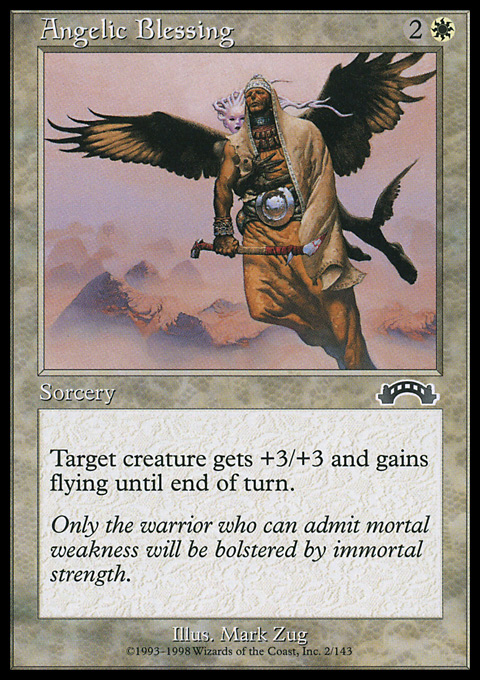 Angelic Blessing 2
Sorcery
Target creature gets +3/+3 and gains
flying until end of turn.
Only the warrior who can admit mortal
weakness will be bolstered by immortal
strength.
Illus. Mark Zug
©1993–1998 Wizards of the Coast, Inc. 2/143